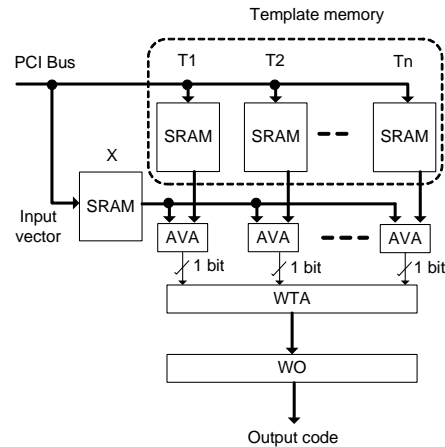 Template memory
PCI Bus
T1
T2
Tn
SRAM
SRAM
SRAM
X
SRAM
Input
vector
AVA
AVA
AVA
1 bit
1 bit
1 bit
WTA
WO
Output code